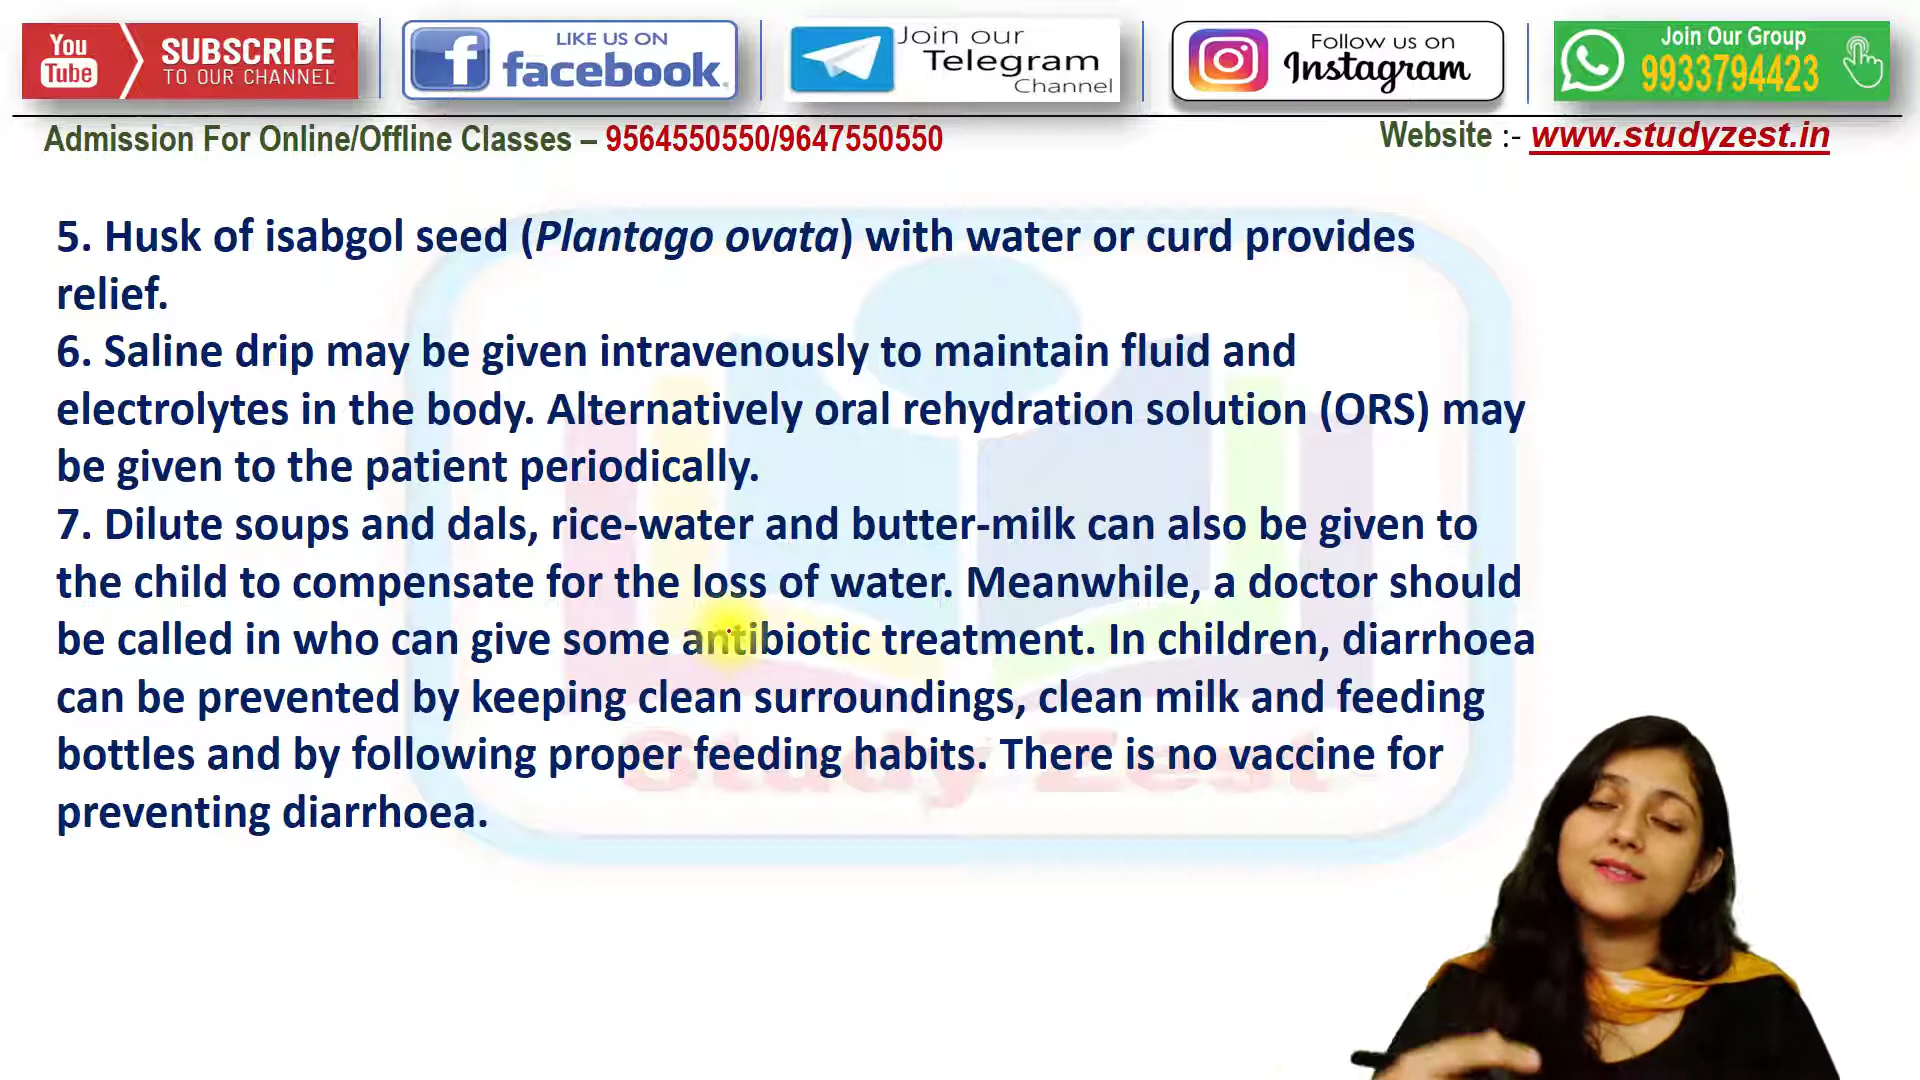 You
Tube
SUBSCRIBE
TO OUR CHANNEL
LIKE US ON
facebook.
Join our
Telegram
Channel
Follow us on
Instagram
Join Our Group
9933794423
Admission For Online/Offline Classes – 9564550550/9647550550
Website :- www.studyzest.in
5. Husk of isabgol seed (Plantago ovata) with water or curd provides
relief.
6. Saline drip may be given intravenously to maintain fluid and
electrolytes in the body. Alternatively oral rehydration solution (ORS) may
be given to the patient periodically.
7. Dilute soups and dals, rice-water and butter-milk can also be given to
the child to compensate for the loss of water. Meanwhile, a doctor should
be called in who can give some antibiotic treatment. In children, diarrhoea
can be prevented by keeping clean surroundings, clean milk and feeding
bottles and by following proper feeding habits. There is no vaccine for
preventing diarrhoea.
Study Zest